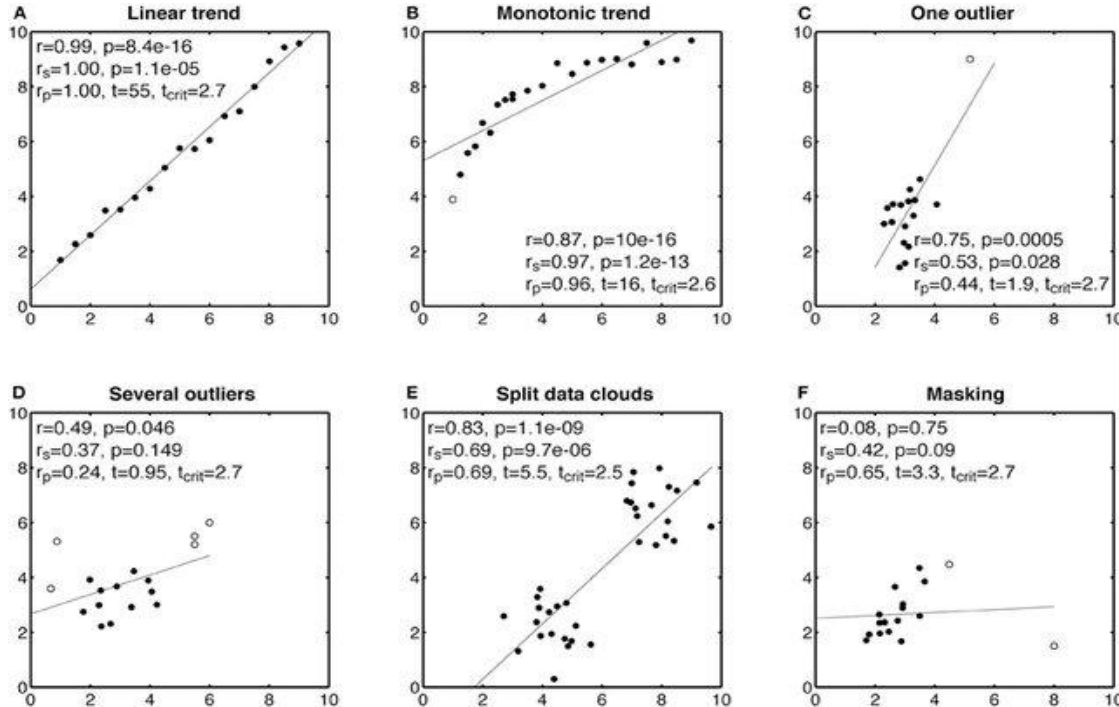 A Linear trend
r=0.99, p=8.4e-16
rs=1.00, p=1.1e-05
rp=1.00, t=55, tcrit=2.7
10
8
6
4
2
0
0 2 4 6 8 10
B Monotonic trend
10
8
6
4
2
0
r=0.87, p=10e-16
rs=0.97, p=1.2e-13
rp=0.96, t=16, tcrit=2.6
0 2 4 6 8 10
C One outlier
10
8
6
4
2
0
r=0.75, p=0.0005
rs=0.53, p=0.028
rp=0.44, t=1.9, tcrit=2.7
0 2 4 6 8 10
D Several outliers
r=0.49, p=0.046
rs=0.37, p=0.149
rp=0.24, t=0.95, tcrit=2.7
10
8
6
4
2
0
0 2 4 6 8 10
E Split data clouds
r=0.83, p=1.1e-09
rs=0.69, p=9.7e-06
rp=0.69, t=5.5, tcrit=2.5
10
8
6
4
2
0
0 2 4 6 8 10
F Masking
r=0.08, p=0.75
rs=0.42, p=0.09
rp=0.65, t=3.3, tcrit=2.7
10
8
6
4
2
0
0 2 4 6 8 10